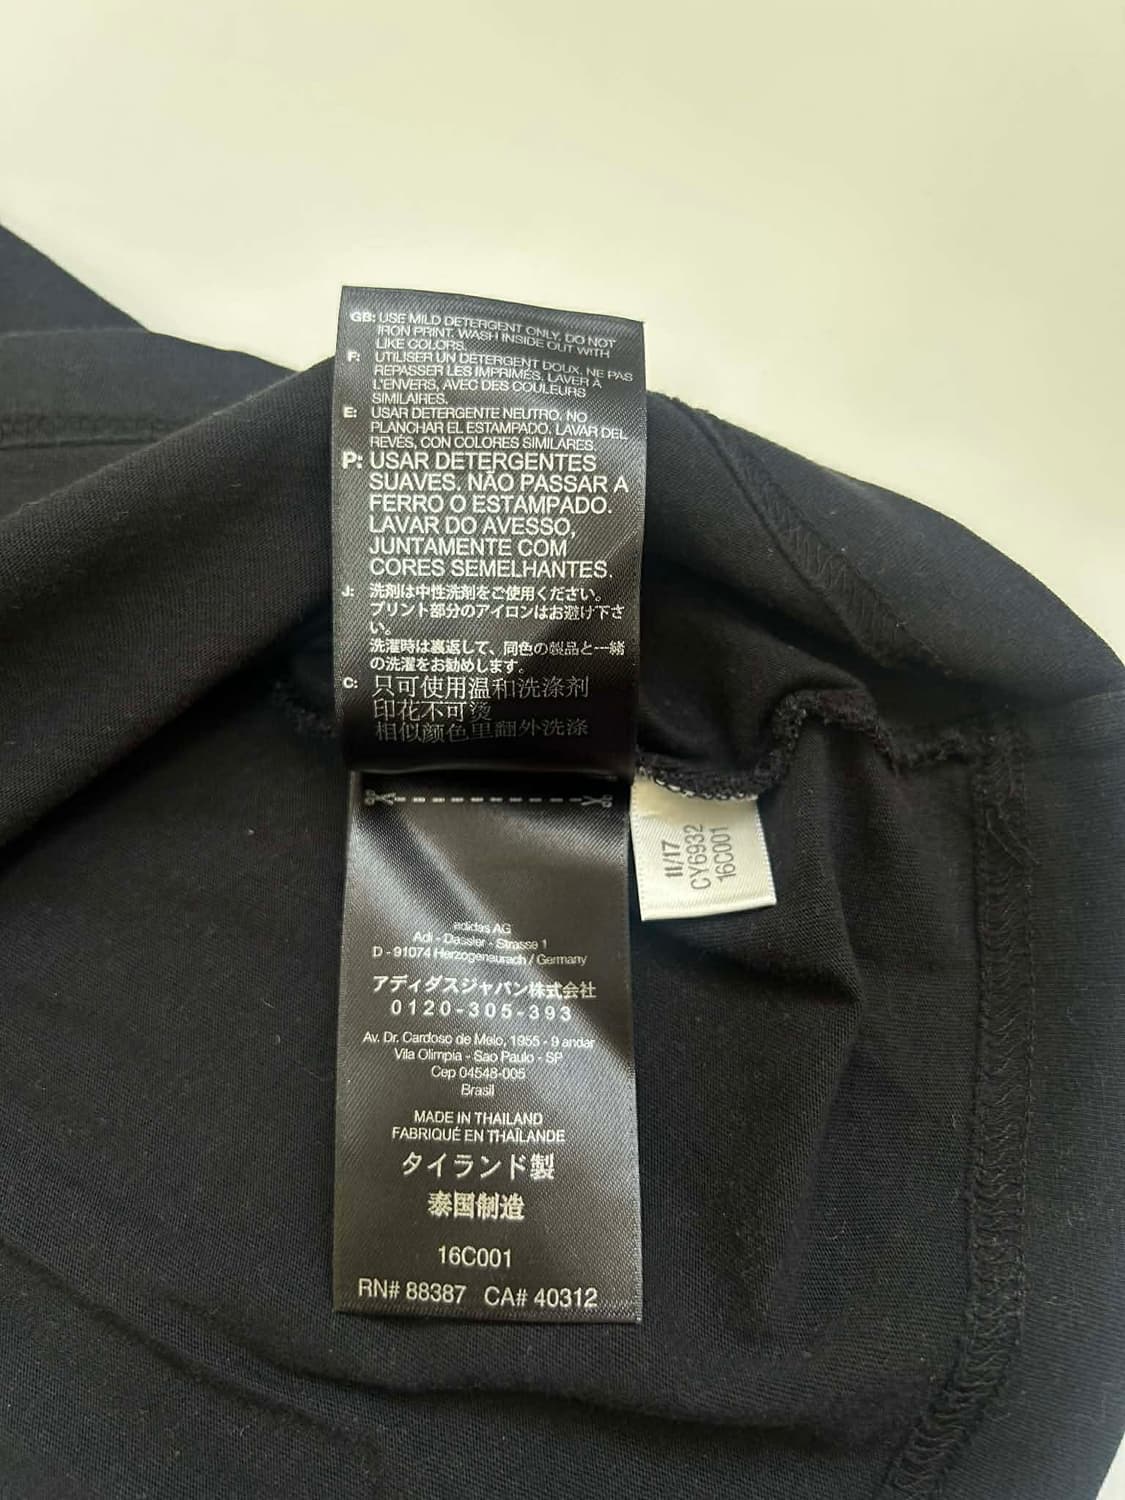 GB: USE MILD DETERGENT ONLY. DO NOT
IRON PRINT. WASH INSIDE OUT WITH
LIKE COLORS.
F: UTILISER UN DÉTERGENT DOUX. NE PAS
REPASSER LES IMPRIMÉS. LAVER À
L'ENVERS, AVEC DES COULEURS
SIMILAIRES.
E: USAR DETERGENTE NEUTRO. NO
PLANCHAR EL ESTAMPADO. LAVAR DEL
REVÉS, CON COLORES SIMILARES.
P: USAR DETERGENTES
SUAVES. NÃO PASSAR A
FERRO O ESTAMPADO.
LAVAR DO AVESSO,
JUNTAMENTE COM
CORES SEMELHANTES.
J: 洗剤は中性洗剤をご使用ください。
プリント部分のアイロンはお避け下さ
い。
洗濯時は裏返して、同色の製品と一緒
の洗濯をお勧めします。
C: 只可使用温和洗涤剂
印花不可烫
相似颜色里翻外洗涤
11/17
CY6932
16C001
adidas AG
Adi - Dassler - Strasse 1
D - 91074 Herzogenaurach / Germany
アディダスジャパン株式会社
0120-305-393
Av. Dr. Cardoso de Melo, 1955 - 9 andar
Vila Olimpia - Sao Paulo - SP
Cep 04548-005
Brasil
MADE IN THAILAND
FABRIQUÉ EN THAÏLANDE
タイランド製
泰国制造
16C001
RN# 88387 CA# 40312